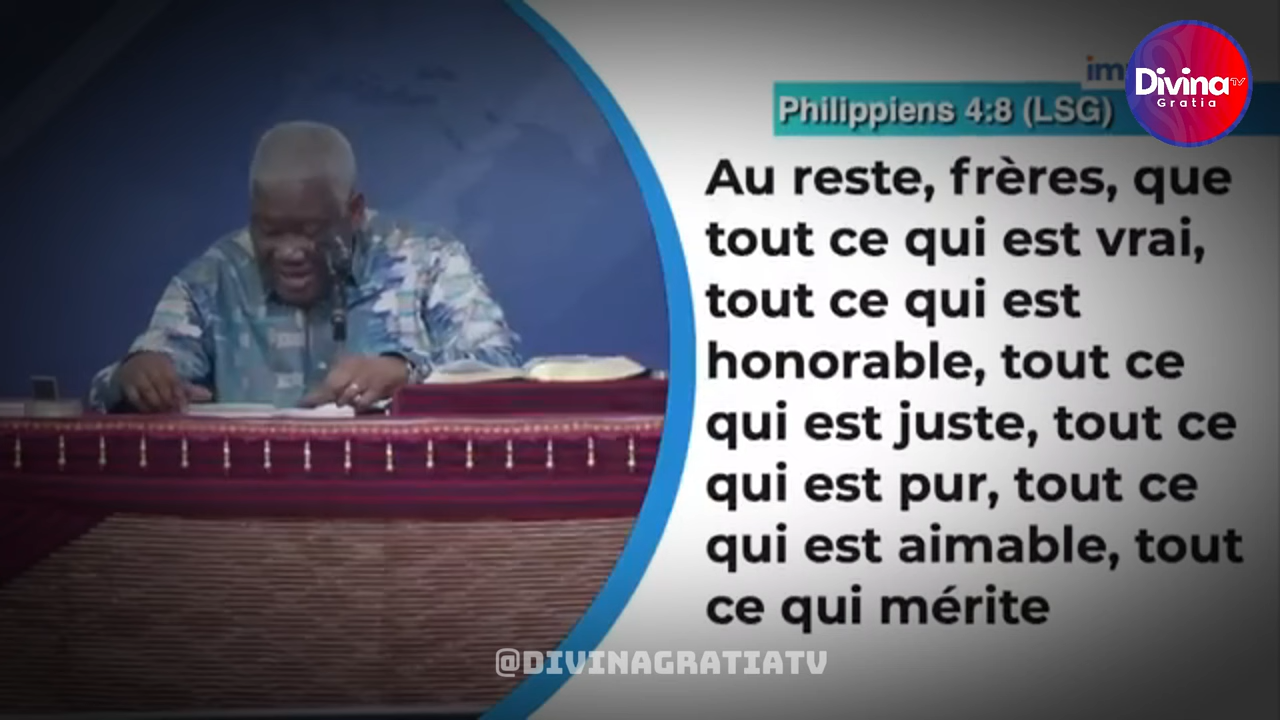 Divina TV
Gratia
Philippiens 4:8 (LSG)
Au reste, frères, que
tout ce qui est vrai,
tout ce qui est
honorable, tout ce
qui est juste, tout ce
qui est pur, tout ce
qui est aimable, tout
ce qui mérite
@DIVINAGRATIATV